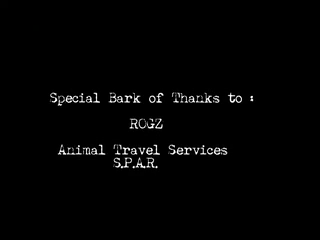 Special Bark of Thanks to :
ROGZ
Animal Travel Services
S.P.A.R.